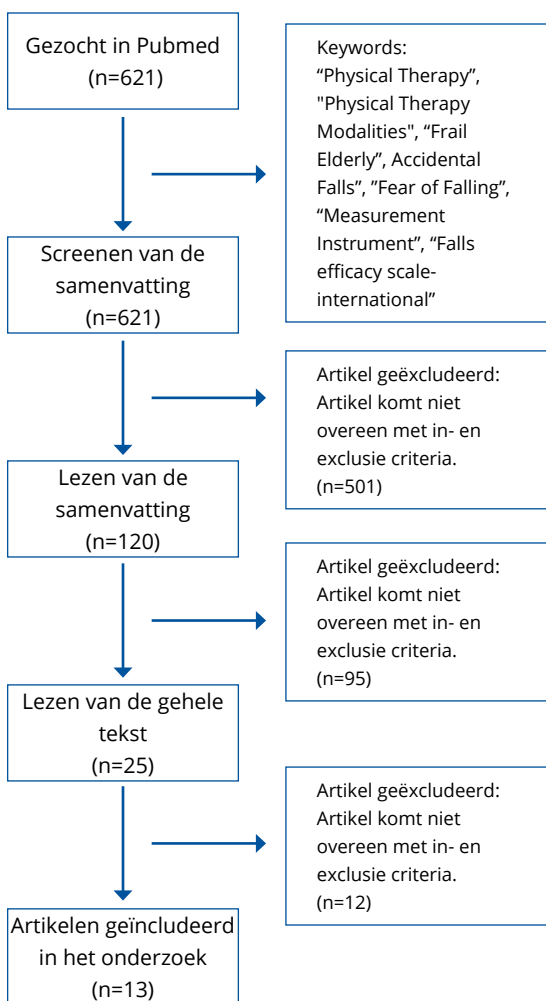 Gezocht in Pubmed
(n=621)
Keywords:
“Physical Therapy”,
"Physical Therapy
Modalities", “Frail
Elderly”, Accidental
Falls”, ”Fear of Falling”,
“Measurement
Instrument”, “Falls
efficacy scale-
international”
Screenen van de
samenvatting
(n=621)
Artikel geëxcludeerd:
Artikel komt niet
overeen met in- en
exclusie criteria.
(n=501)
Lezen van de
samenvatting
(n=120)
Artikel geëxcludeerd:
Artikel komt niet
overeen met in- en
exclusie criteria.
(n=95)
Lezen van de gehele
tekst
(n=25)
Artikel geëxcludeerd:
Artikel komt niet
overeen met in- en
exclusie criteria.
(n=12)
Artikelen geïncludeerd
in het onderzoek
(n=13)